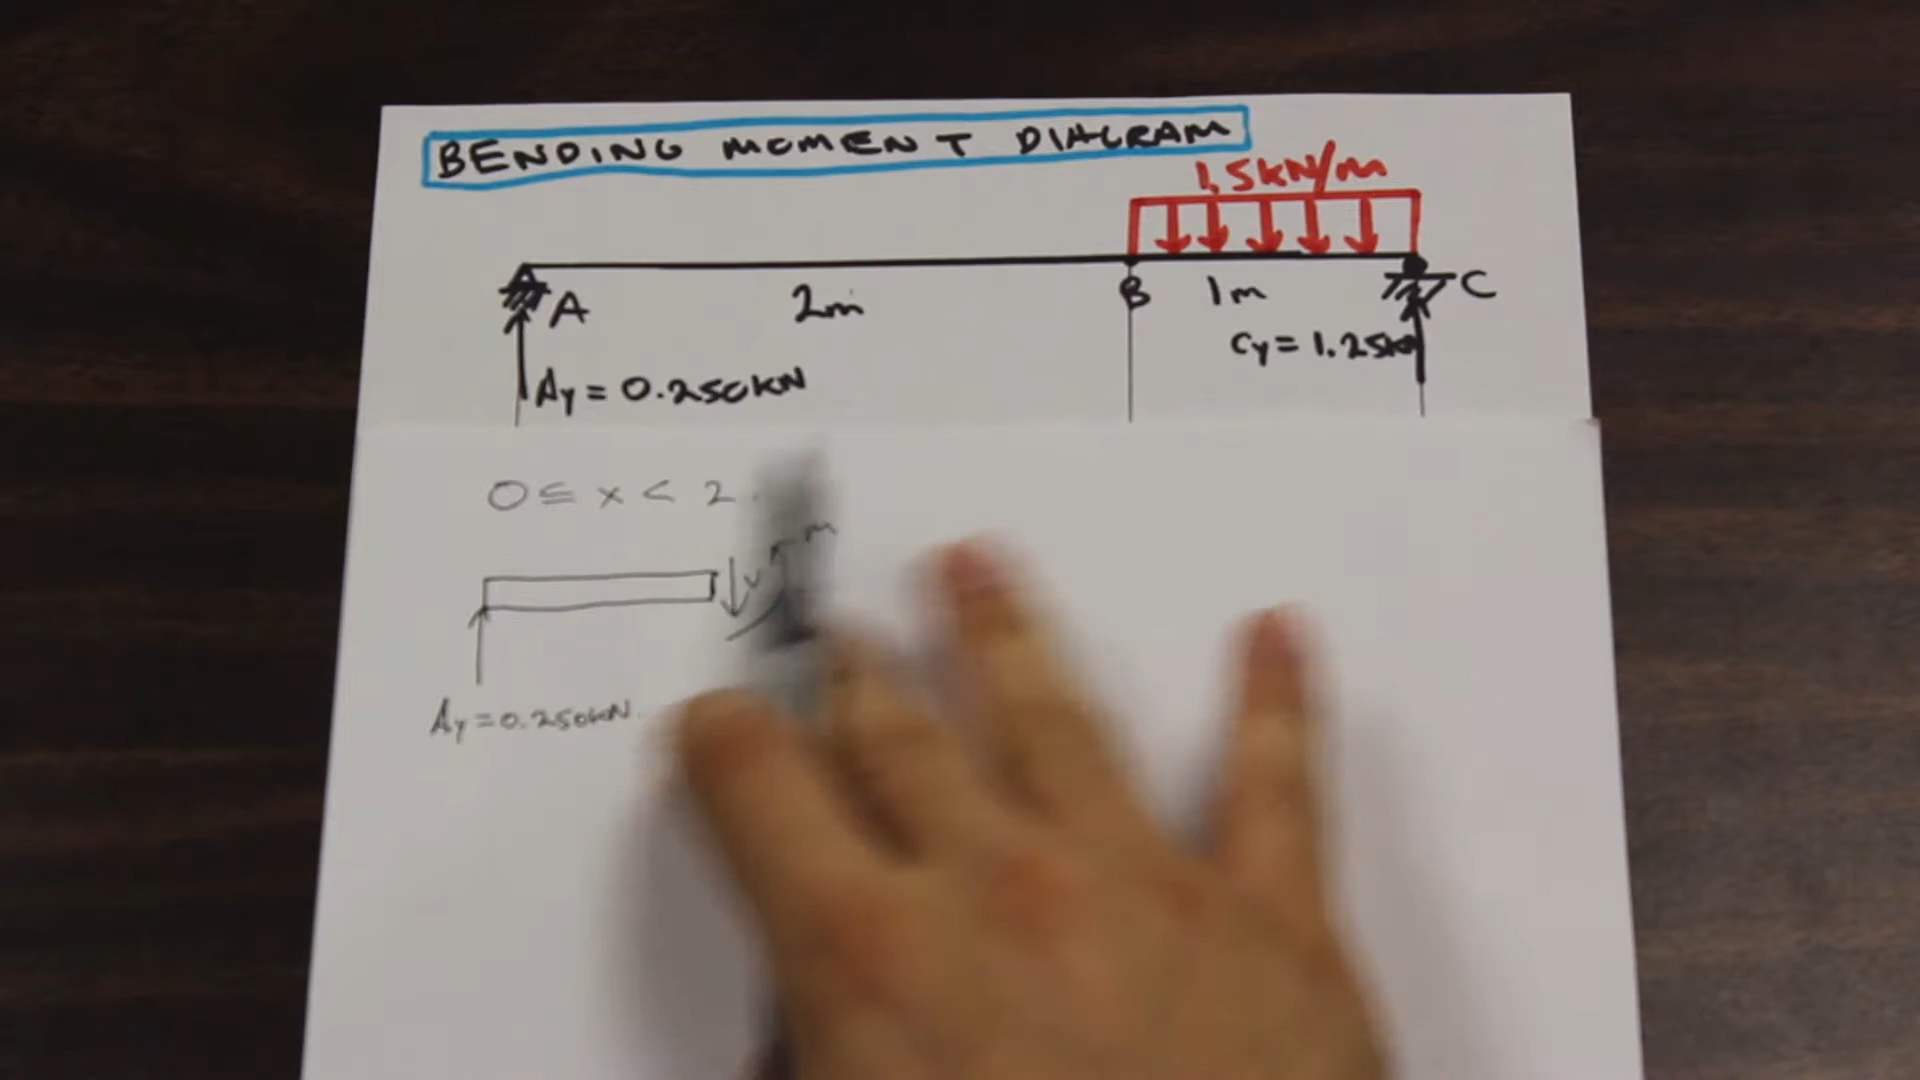 BENDING MOMENT DIAGRAM
1.5kN/m
A
2m
B
1m
C
Cy = 1.25kN
Ay = 0.250kN
0 ≤ x < 2
V
M
Ay = 0.250kN.